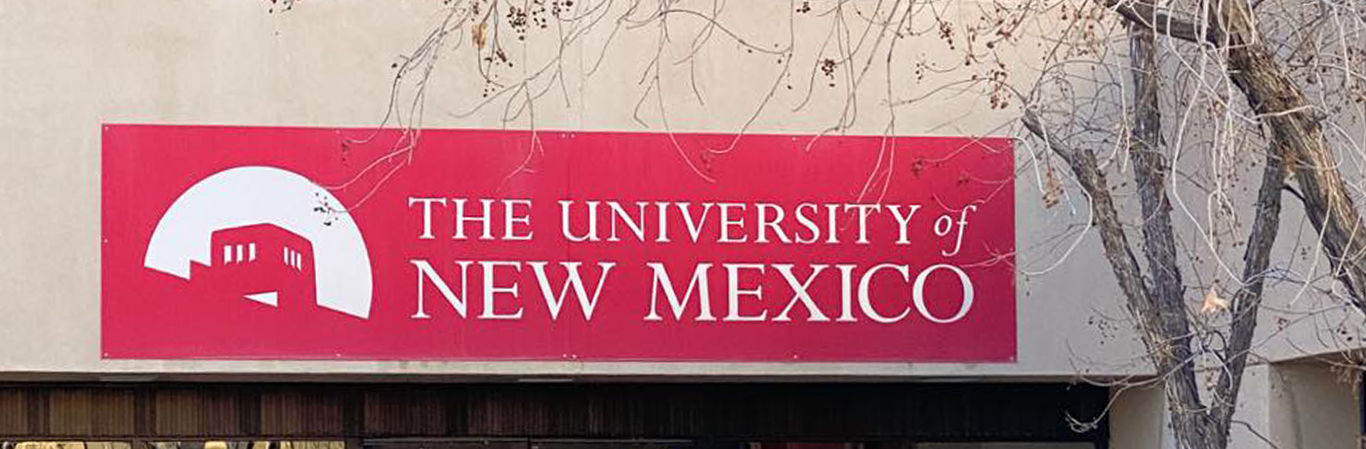 THE UNIVERSITY of
NEW MEXICO